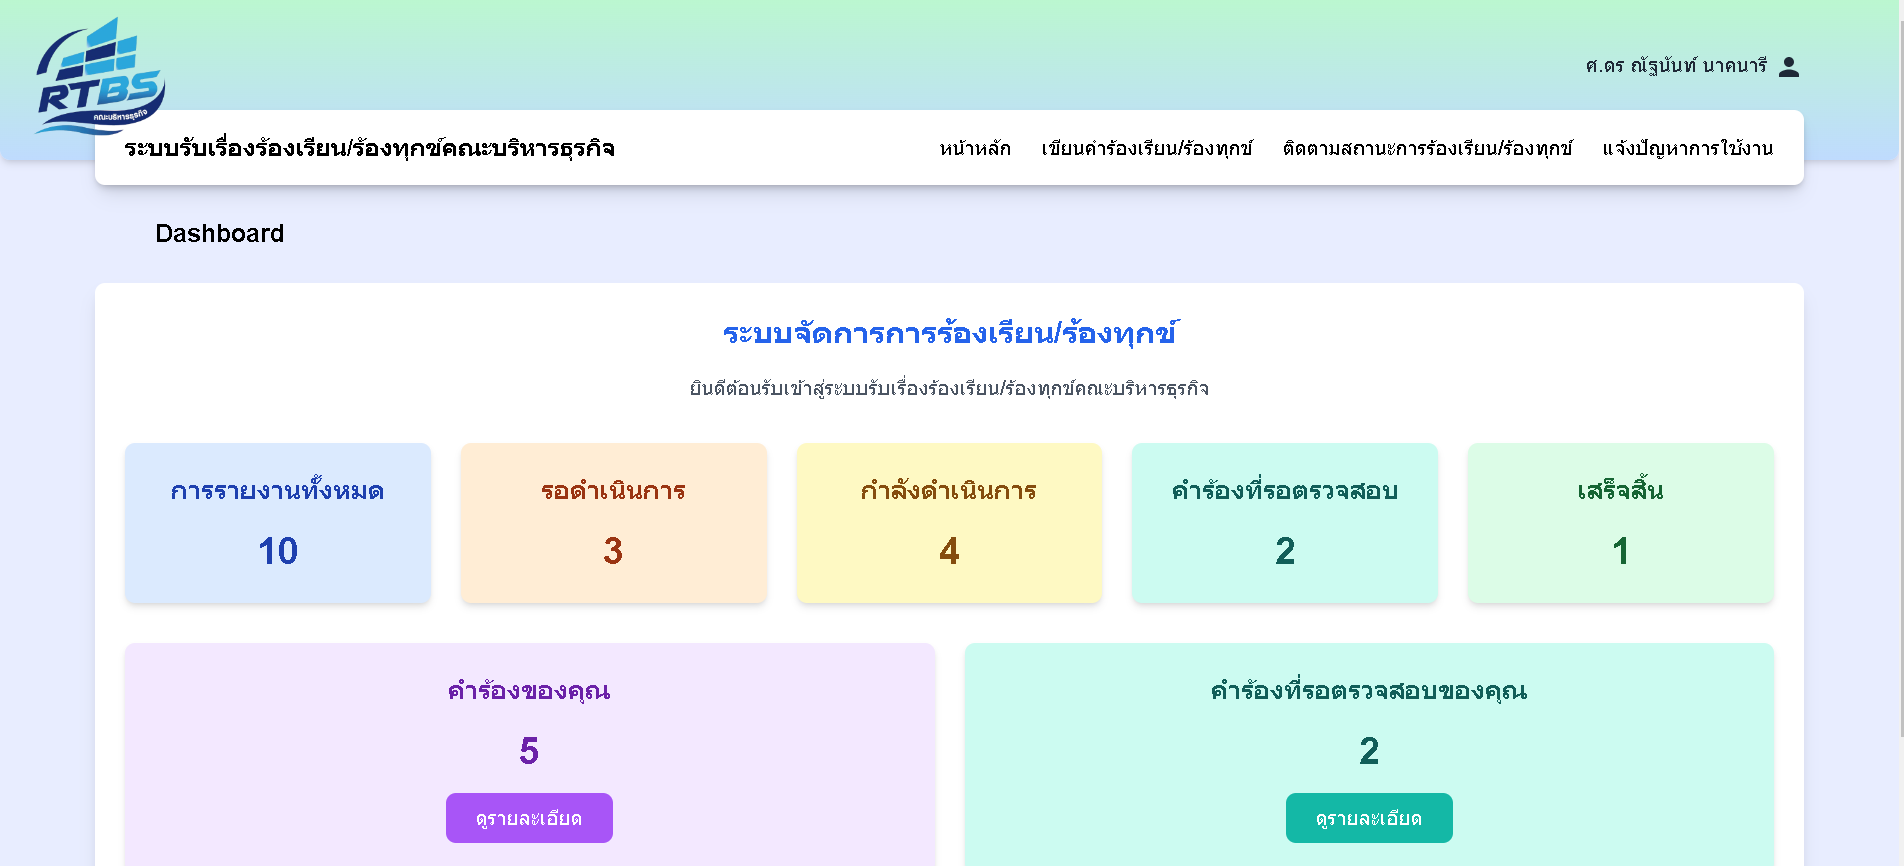 RTBS
คณะบริหารธุรกิจ
ศ.ดร ณัฐนันท์ นาคนารี
ระบบรับเรื่องร้องเรียน/ร้องทุกข์คณะบริหารธุรกิจ
หน้าหลัก เขียนคำร้องเรียน/ร้องทุกข์ ติดตามสถานะการร้องเรียน/ร้องทุกข์ แจ้งปัญหาการใช้งาน
Dashboard
ระบบจัดการการร้องเรียน/ร้องทุกข์
ยินดีต้อนรับเข้าสู่ระบบรับเรื่องร้องเรียน/ร้องทุกข์คณะบริหารธุรกิจ
การรายงานทั้งหมด
10
รอดำเนินการ
3
กำลังดำเนินการ
4
คำร้องที่รอตรวจสอบ
2
เสร็จสิ้น
1
คำร้องของคุณ
5
ดูรายละเอียด
คำร้องที่รอตรวจสอบของคุณ
2
ดูรายละเอียด